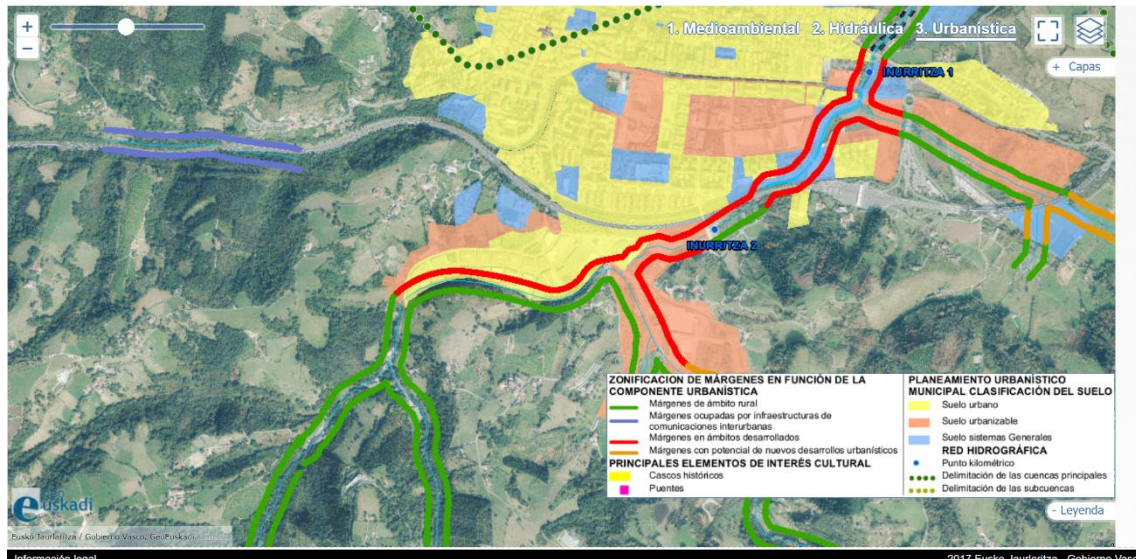 +
−
1. Medioambiental 2. Hidráulica 3. Urbanística
+ Capas
INURRITZA 1
INURRITZA 2
ZONIFICACION DE MÁRGENES EN FUNCIÓN DE LA
COMPONENTE URBANÍSTICA
Márgenes de ámbito rural
Márgenes ocupadas por infraestructuras de
comunicaciones interurbanas
Márgenes en ámbitos desarrollados
Márgenes con potencial de nuevos desarrollos urbanísticos
PRINCIPALES ELEMENTOS DE INTERÉS CULTURAL
Cascos históricos
Puentes
PLANEAMIENTO URBANÍSTICO
MUNICIPAL CLASIFICACIÓN DEL SUELO
Suelo urbano
Suelo urbanizable
Suelo sistemas Generales
RED HIDROGRÁFICA
Punto kilométrico
Delimitación de las cuencas principales
Delimitación de las subcuencas
- Leyenda
euskadi
Eusko Jaurlaritza / Gobierno Vasco, GeoEuskadi
Información legal
2017 Eusko Jaurlaritza - Gobierno Vasc